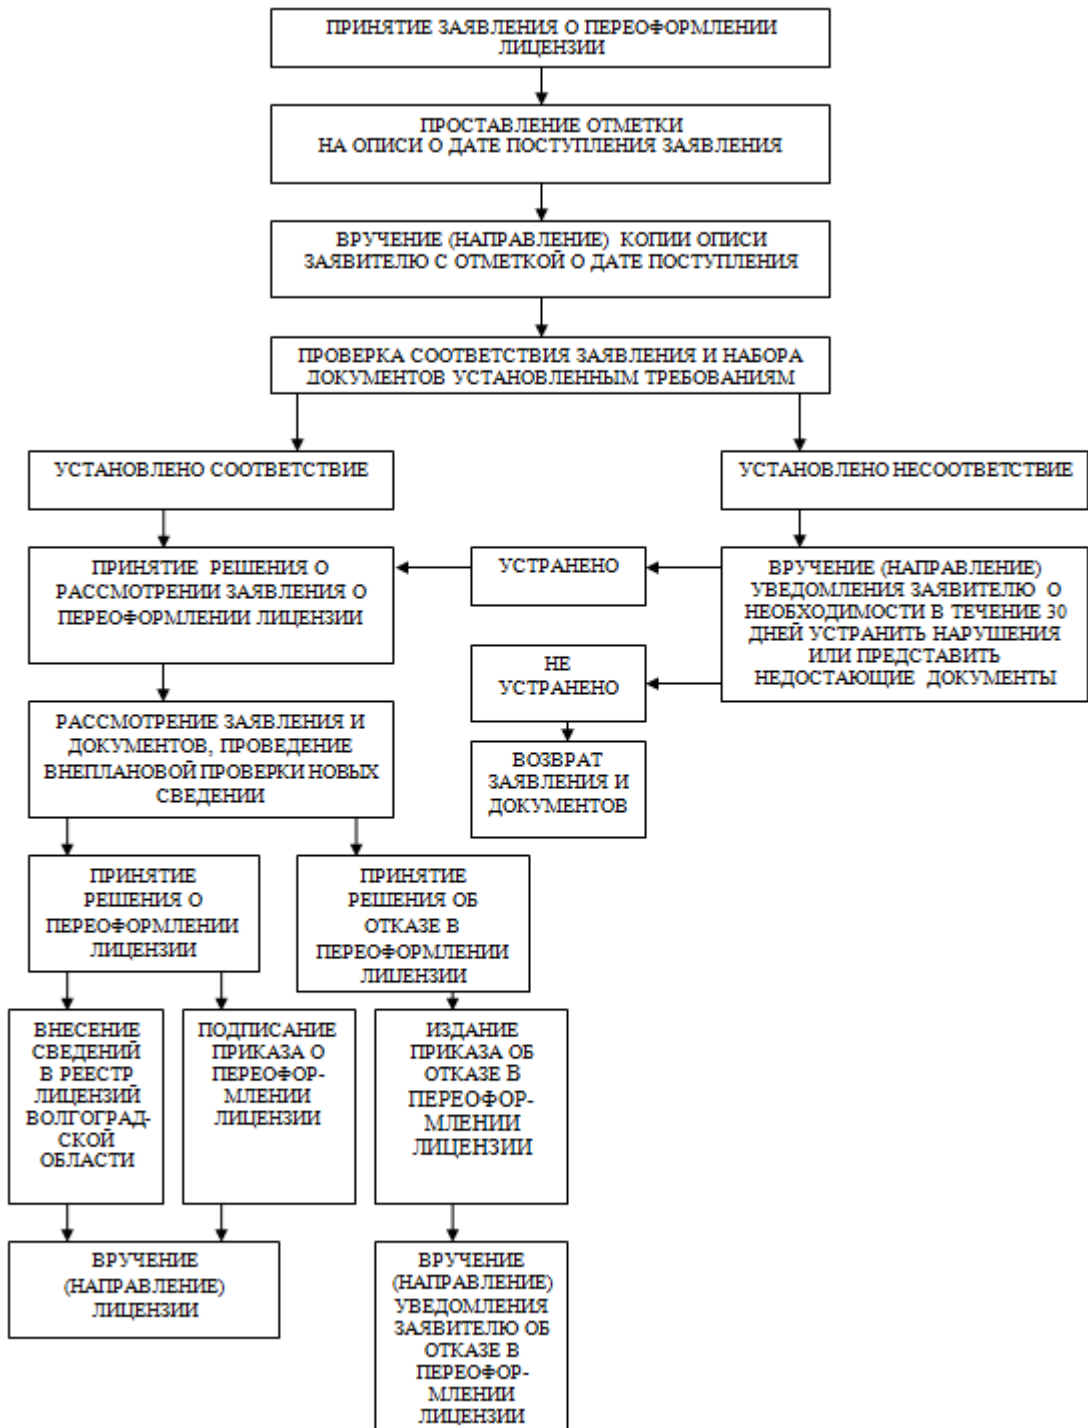 ПРИНЯТИЕ ЗАЯВЛЕНИЯ О ПЕРЕОФОРМЛЕНИИ
ЛИЦЕНЗИИ
ПРОСТАВЛЕНИЕ ОТМЕТКИ
НА ОПИСИ О ДАТЕ ПОСТУПЛЕНИЯ ЗАЯВЛЕНИЯ
ВРУЧЕНИЕ (НАПРАВЛЕНИЕ) КОПИИ ОПИСИ
ЗАЯВИТЕЛЮ С ОТМЕТКОЙ О ДАТЕ ПОСТУПЛЕНИЯ
ПРОВЕРКА СООТВЕТСТВИЯ ЗАЯВЛЕНИЯ И НАБОРА
ДОКУМЕНТОВ УСТАНОВЛЕННЫМ ТРЕБОВАНИЯМ
УСТАНОВЛЕНО СООТВЕТСТВИЕ
УСТАНОВЛЕНО НЕСООТВЕТСТВИЕ
ПРИНЯТИЕ РЕШЕНИЯ О
РАССМОТРЕНИИ ЗАЯВЛЕНИЯ О
ПЕРЕОФОРМЛЕНИИ ЛИЦЕНЗИИ
УСТРАНЕНО
ВРУЧЕНИЕ (НАПРАВЛЕНИЕ)
УВЕДОМЛЕНИЯ ЗАЯВИТЕЛЮ О
НЕОБХОДИМОСТИ В ТЕЧЕНИЕ 30
ДНЕЙ УСТРАНИТЬ НАРУШЕНИЯ
ИЛИ ПРЕДСТАВИТЬ
НЕДОСТАЮЩИЕ ДОКУМЕНТЫ
НЕ
УСТРАНЕНО
РАССМОТРЕНИЕ ЗАЯВЛЕНИЯ И
ДОКУМЕНТОВ, ПРОВЕДЕНИЕ
ВНЕПЛАНОВОЙ ПРОВЕРКИ НОВЫХ
СВЕДЕНИИ
ВОЗВРАТ
ЗАЯВЛЕНИЯ И
ДОКУМЕНТОВ
ПРИНЯТИЕ
РЕШЕНИЯ О
ПЕРЕОФОРМЛЕНИИ
ЛИЦЕНЗИИ
ПРИНЯТИЕ
РЕШЕНИЯ ОБ
ОТКАЗЕ В
ПЕРЕОФОРМЛЕНИИ
ЛИЦЕНЗИИ
ВНЕСЕНИЕ
СВЕДЕНИЙ
В РЕЕСТР
ЛИЦЕНЗИЙ
ВОЛГОГРАД-
СКОЙ
ОБЛАСТИ
ПОДПИСАНИЕ
ПРИКАЗА О
ПЕРЕОФОР-
МЛЕНИИ
ЛИЦЕНЗИИ
ИЗДАНИЕ
ПРИКАЗА ОБ
ОТКАЗЕ В
ПЕРЕОФОР-
МЛЕНИИ
ЛИЦЕНЗИИ
ВРУЧЕНИЕ
(НАПРАВЛЕНИЕ)
ЛИЦЕНЗИИ
ВРУЧЕНИЕ
(НАПРАВЛЕНИЕ)
УВЕДОМЛЕНИЯ
ЗАЯВИТЕЛЮ ОБ
ОТКАЗЕ В
ПЕРЕОФОР-
МЛЕНИИ
ЛИЦЕНЗИИ